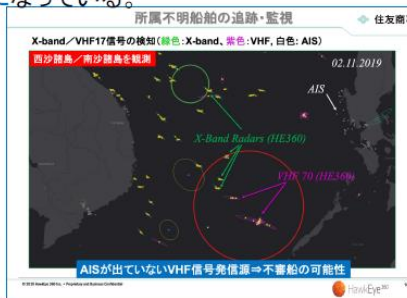 になっている。
所属不明船舶の追跡・監視
住友商
X-band／VHF17信号の検知(緑色：X-band、紫色：VHF, 白色: AIS)
西沙諸島／南沙諸島を観測
02.11.2019
AIS
X-Band Radars (HE360)
VHF 70 (HE360)
AISが出ていないVHF信号発信源⇒不審船の可能性
HawkEye 360